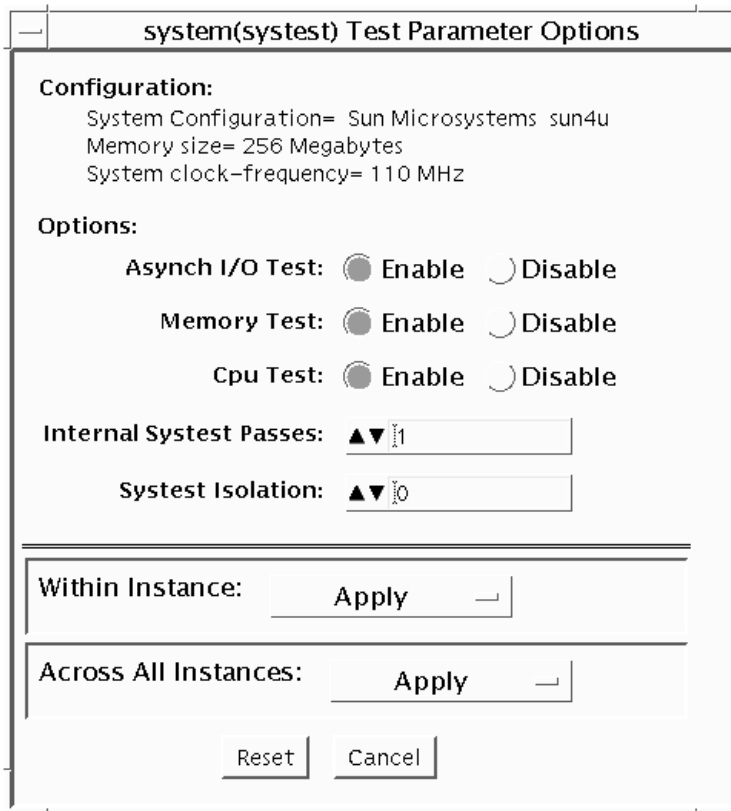 system(systest) Test Parameter Options
Configuration:
System Configuration= Sun Microsystems sun4u
Memory size= 256 Megabytes
System clock-frequency= 110 MHz
Options:
Asynch I/O Test: Enable Disable
Memory Test: Enable Disable
Cpu Test: Enable Disable
Internal Systest Passes: 1
Systest Isolation: 0
Within Instance: Apply
Across All Instances: Apply
Reset Cancel